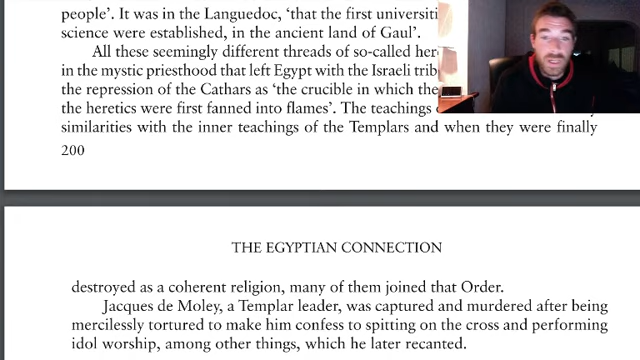 people’. It was in the Languedoc, ‘that the first
science were established, in the ancient land of Gaul’.
All these seemingly different threads of so-called
in the mystic priesthood that left Egypt with the Israeli
the repression of the Cathars as ‘the crucible in which
the heretics were first fanned into flames’. The teachings
similarities with the inner teachings of the Templars and when they were finally
200
THE EGYPTIAN CONNECTION
destroyed as a coherent religion, many of them joined that Order.
Jacques de Moley, a Templar leader, was captured and murdered after being
mercilessly tortured to make him confess to spitting on the cross and performing
idol worship, among other things, which he later recanted.